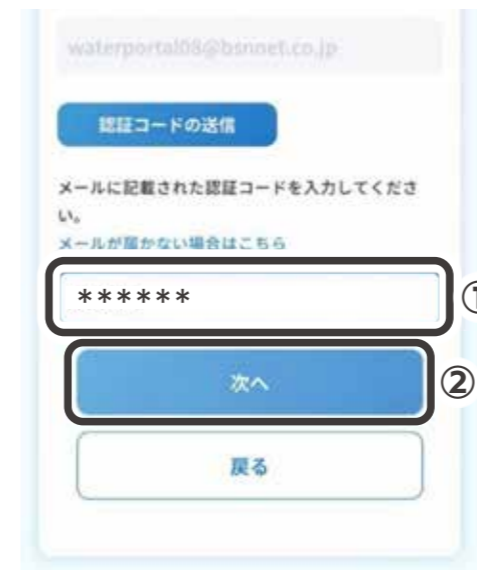 waterportal08@bsnnet.co.jp
認証コードの送信
メールに記載された認証コードを入力してくださ
い。
メールが届かない場合はこちら
******
①
次へ
②
戻る